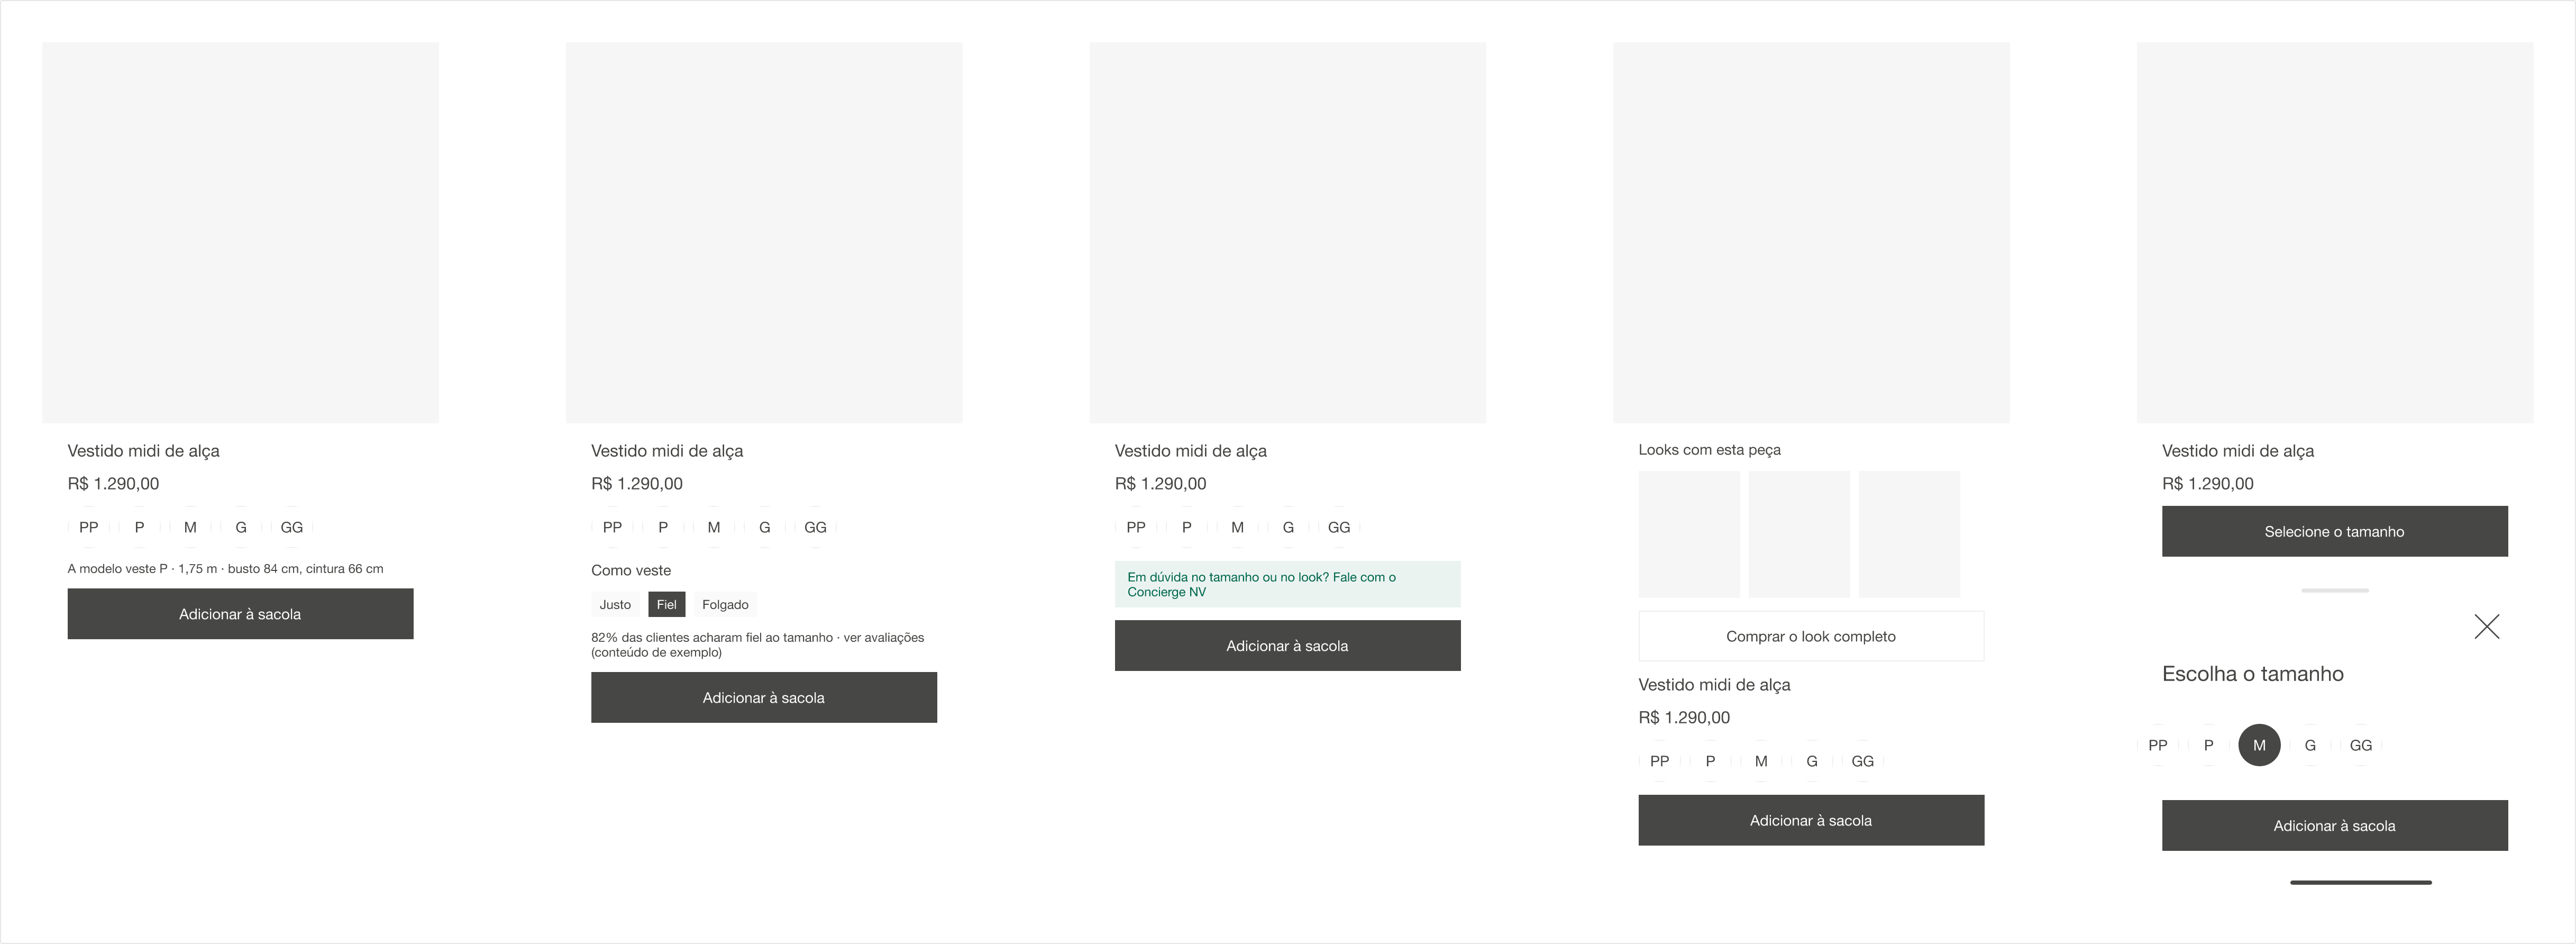 Vestido midi de alça
R$ 1.290,00
PP P M G GG
A modelo veste P · 1,75 m · busto 84 cm, cintura 66 cm
Adicionar à sacola
Vestido midi de alça
R$ 1.290,00
PP P M G GG
Como veste
Justo Fiel Folgado
82% das clientes acharam fiel ao tamanho · ver avaliações
(conteúdo de exemplo)
Adicionar à sacola
Vestido midi de alça
R$ 1.290,00
PP P M G GG
Em dúvida no tamanho ou no look? Fale com o
Concierge NV
Adicionar à sacola
Looks com esta peça
Comprar o look completo
Vestido midi de alça
R$ 1.290,00
PP P M G GG
Adicionar à sacola
Vestido midi de alça
R$ 1.290,00
Selecione o tamanho
Escolha o tamanho
PP P M G GG
Adicionar à sacola